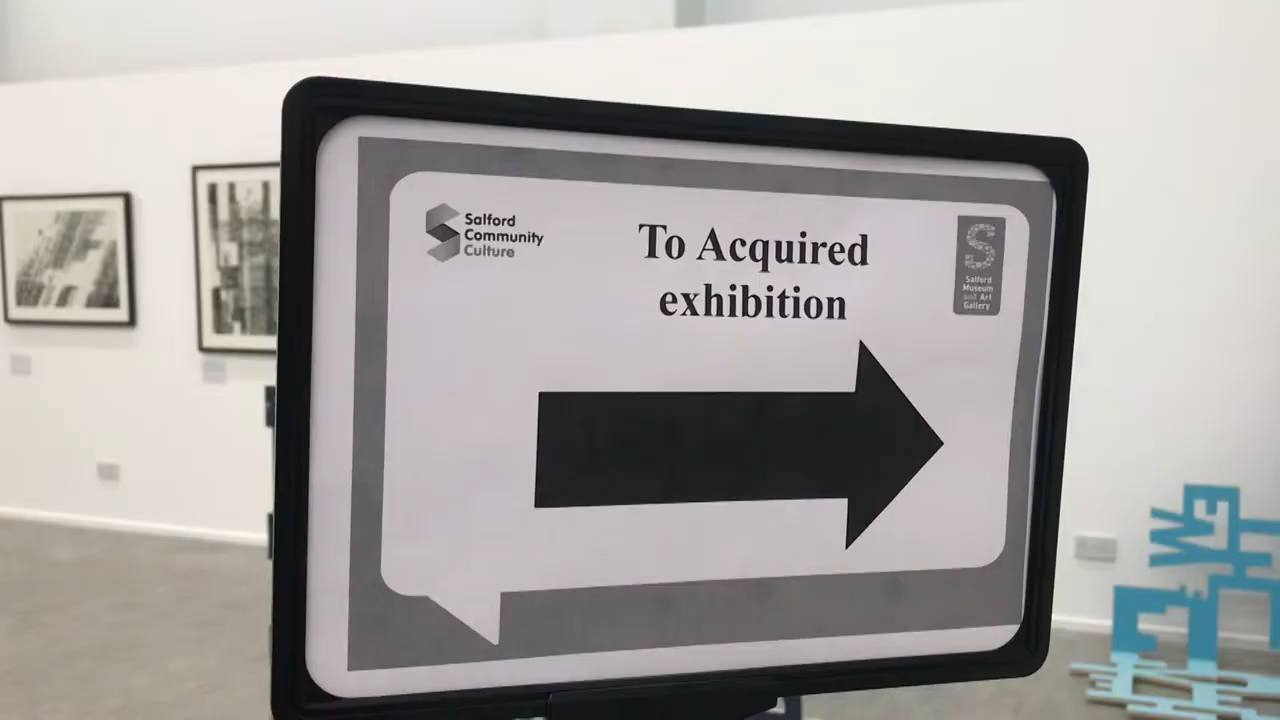 Salford
Community
Culture
To Acquired
exhibition
S
Salford
Museum
and Art
Gallery